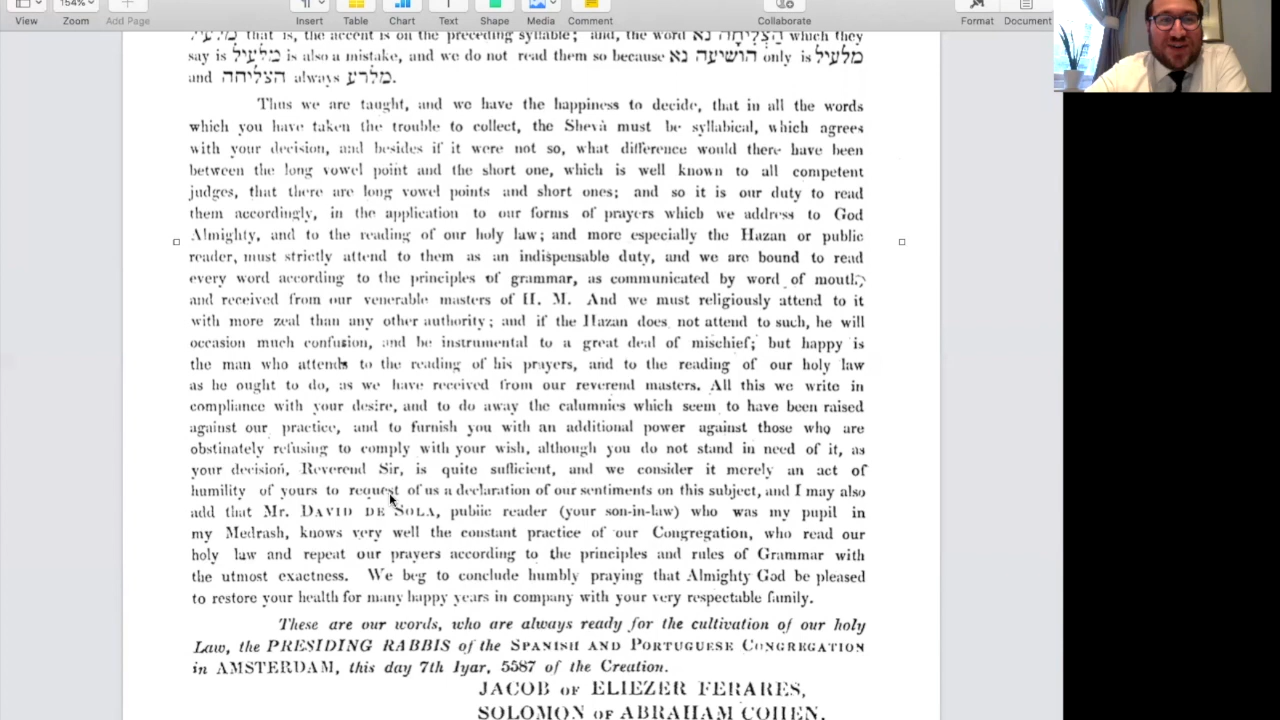 154%
View
Zoom
Add Page
Insert
Table
Chart
Text
Shape
Media
Comment
Collaborate
Format
Document
מלעיל that is, the accent is on the preceding syllable; and, the word הַצְלִיחָה נא which they
say is מלעיל is also a mistake, and we do not read them so because הושיעה נא only is מלעיל
and הצליחה always מלרע.
Thus we are taught, and we have the happiness to decide, that in all the words
which you have taken the trouble to collect, the Shevà must be syllabical, which agrees
with your decision, and besides if it were not so, what difference would there have been
between the long vowel point and the short one, which is well known to all competent
judges, that there are long vowel points and short ones; and so it is our duty to read
them accordingly, in the application to our forms of prayers which we address to God
Almighty, and to the reading of our holy law; and more especially the Hazan or public
reader, must strictly attend to them as an indispensable duty, and we are bound to read
every word according to the principles of grammar, as communicated by word of mouth,
and received from our venerable masters of H. M. And we must religiously attend to it
with more zeal than any other authority; and if the Hazan does not attend to such, he will
occasion much confusion, and be instrumental to a great deal of mischief; but happy is
the man who attends to the reading of his prayers, and to the reading of our holy law
as he ought to do, as we have received from our reverend masters. All this we write in
compliance with your desire, and to do away the calumnies which seem to have been raised
against our practice, and to furnish you with an additional power against those who are
obstinately refusing to comply with your wish, although you do not stand in need of it, as
your decision, Reverend Sir, is quite sufficient, and we consider it merely an act of
humility of yours to request of us a declaration of our sentiments on this subject, and I may also
add that Mr. DAVID DE SOLA, public reader (your son-in-law) who was my pupil in
my Medrash, knows very well the constant practice of our Congregation, who read our
holy law and repeat our prayers according to the principles and rules of Grammar with
the utmost exactness. We beg to conclude humbly praying that Almighty God be pleased
to restore your health for many happy years in company with your very respectable family.
These are our words, who are always ready for the cultivation of our holy
Law, the PRESIDING RABBIS of the SPANISH AND PORTUGUESE CONGREGATION
in AMSTERDAM, this day 7th Iyar, 5587 of the Creation.
JACOB OF ELIEZER FERARES,
SOLOMON OF ABRAHAM COHEN,